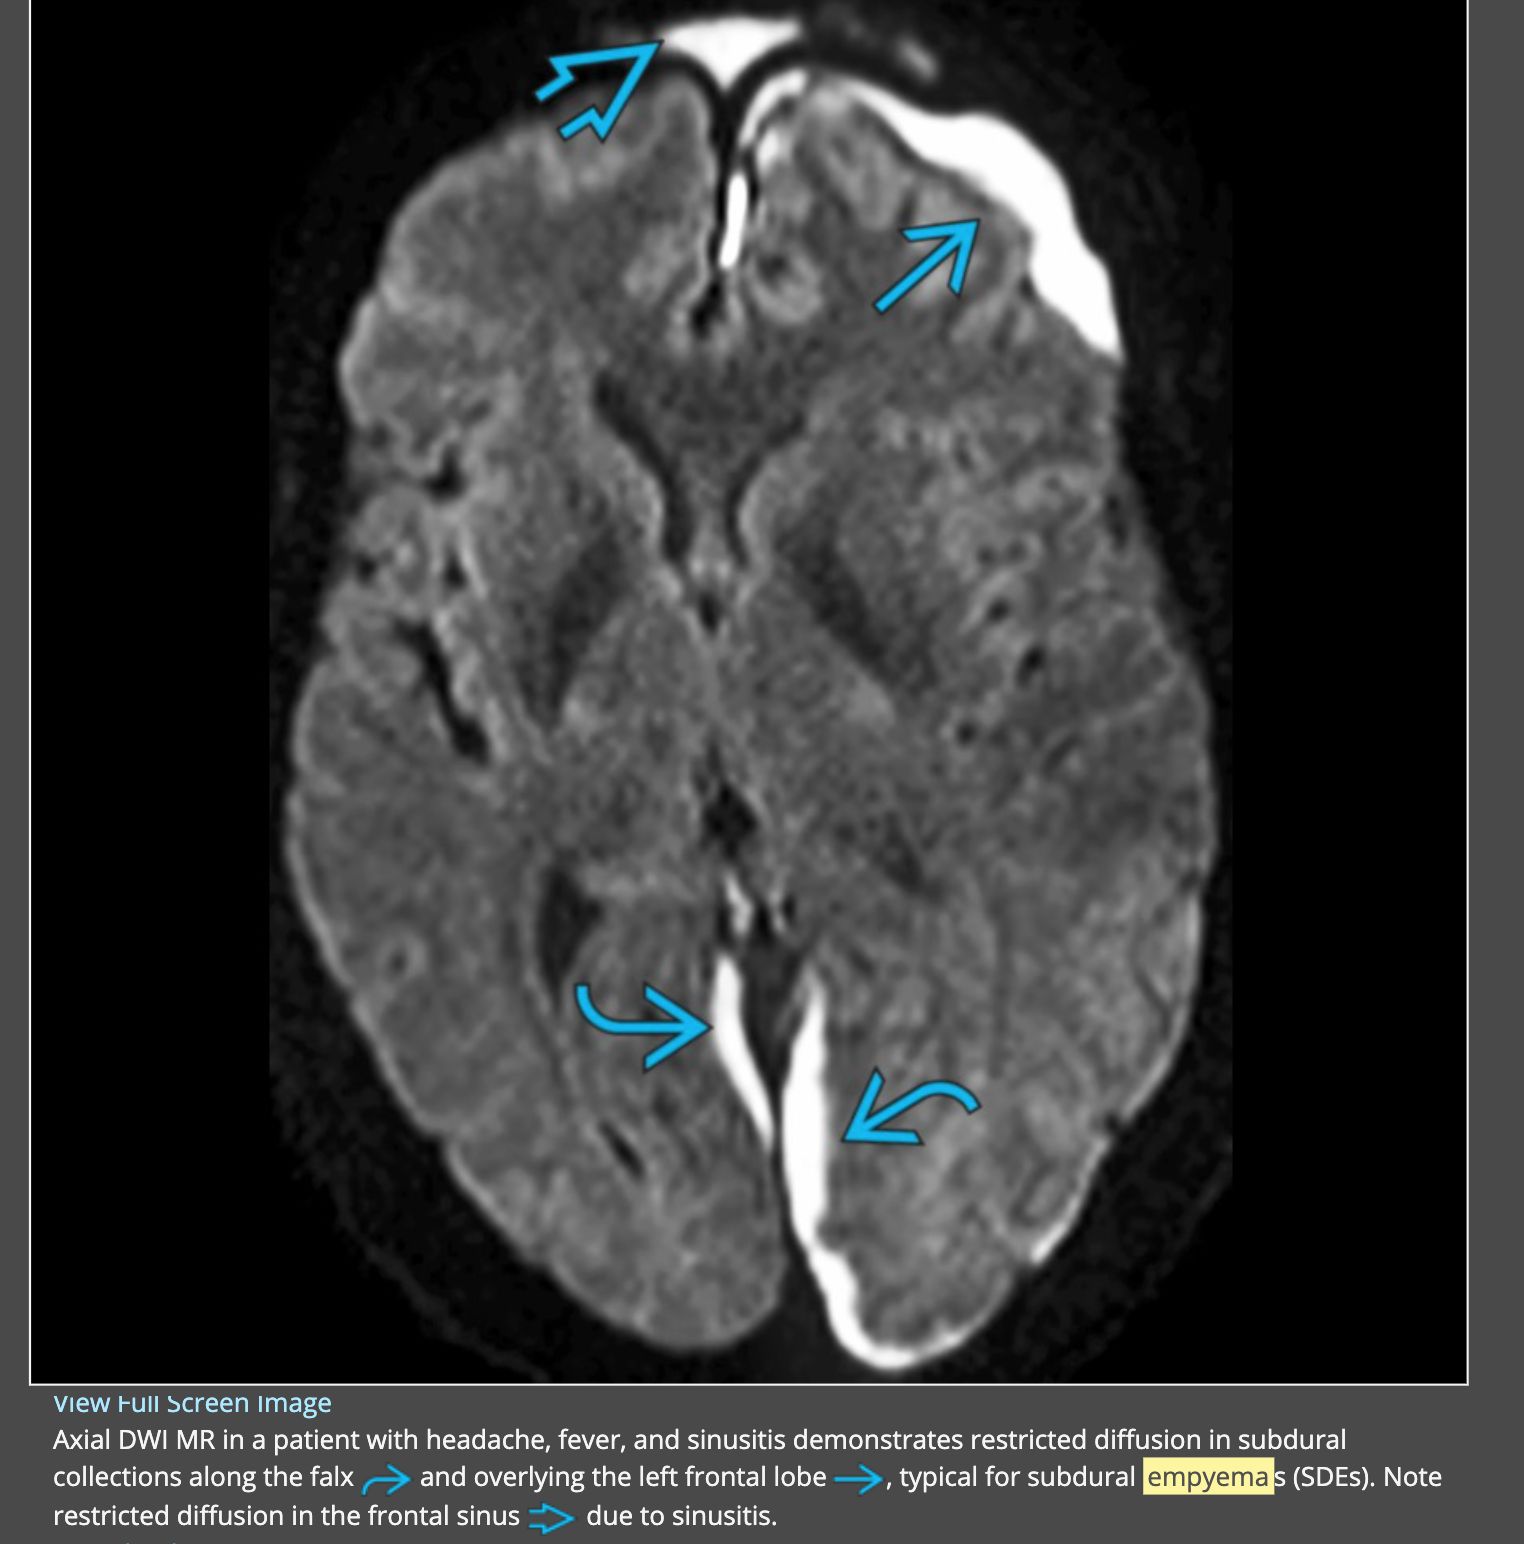 View Full Screen Image
Axial DWI MR in a patient with headache, fever, and sinusitis demonstrates restricted diffusion in subdural
collections along the falx and overlying the left frontal lobe , typical for subdural empyemas (SDEs). Note
restricted diffusion in the frontal sinus due to sinusitis.